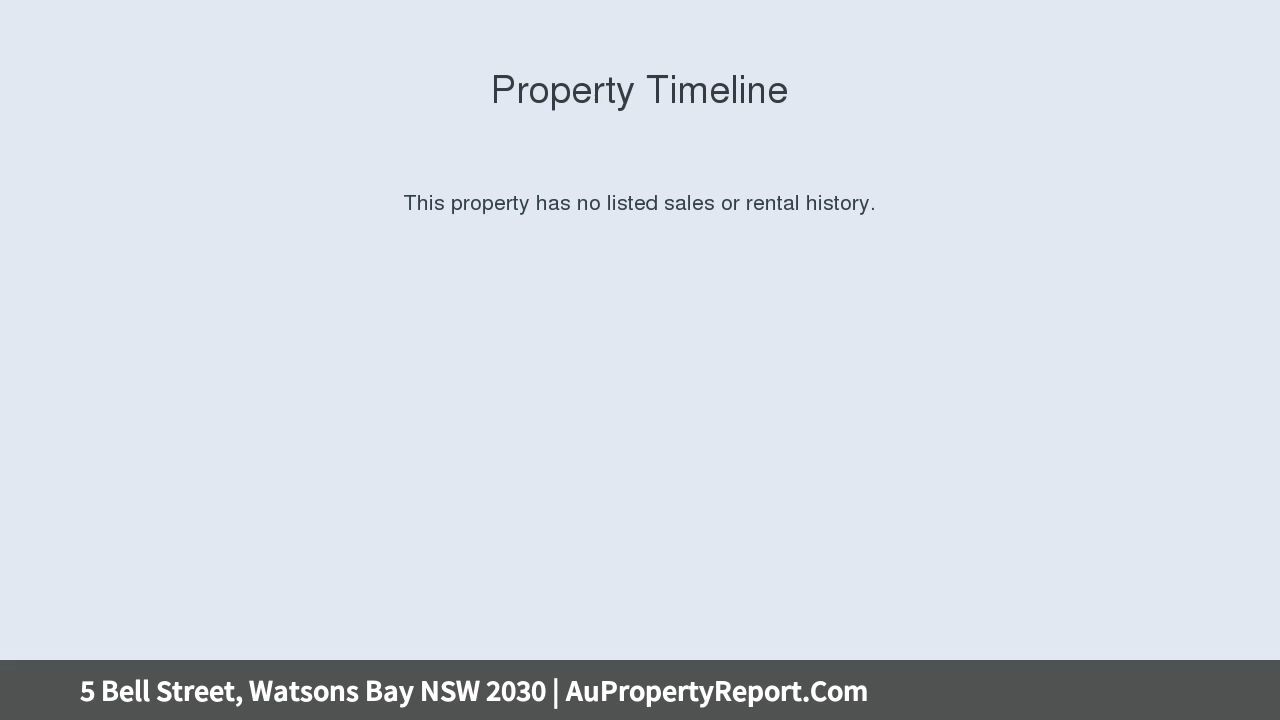 Property Timeline
This property has no listed sales or rental history.
5 Bell Street, Watsons Bay NSW 2030 | AuPropertyReport.Com